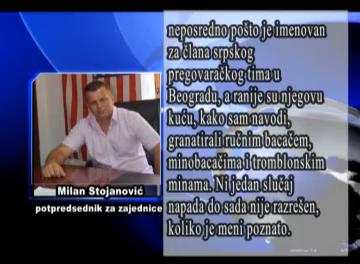 neposredno pošto je imenovan
za člana srpskog
pregovaračkog tima u
Beogradu, a ranije su njegovu
kuću, kako sam navodi,
granatirali ručnim bacačem,
minobacačima i tromblonskim
minama. Ni jedan slučaj
napada do sada nije razrešen,
koliko je meni poznato.
Milan Stojanović
potpredsednik za zajednice